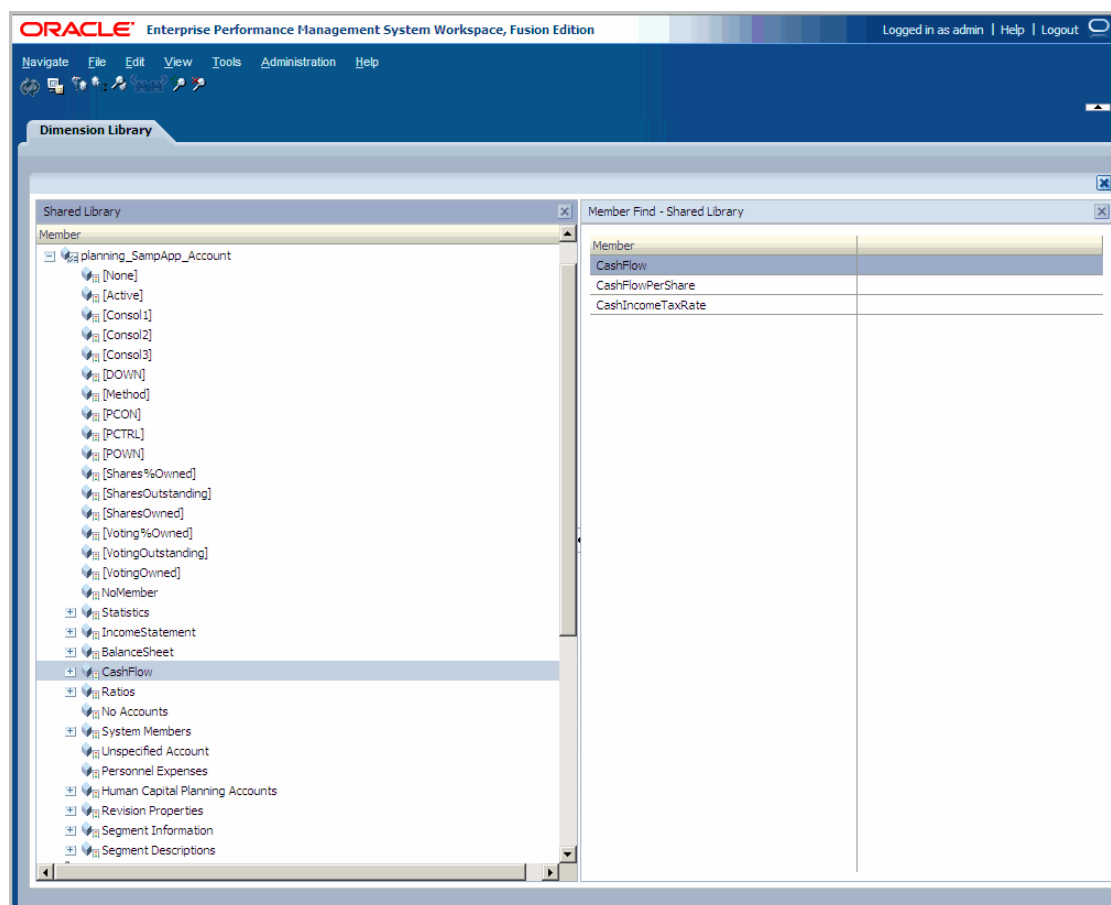 ORACLE Enterprise Performance Management System Workspace, Fusion Edition Logged in as admin | Help | Logout
Navigate File Edit View Tools Administration Help
Dimension Library
Shared Library
Member
planning_SampApp_Account
[None]
[Active]
[Consol1]
[Consol2]
[Consol3]
[DOWN]
[Method]
[PCON]
[PCTRL]
[POWN]
[Shares%Owned]
[SharesOutstanding]
[SharesOwned]
[Voting%Owned]
[VotingOutstanding]
[VotingOwned]
NoMember
Statistics
IncomeStatement
BalanceSheet
CashFlow
Ratios
No Accounts
System Members
Unspecified Account
Personnel Expenses
Human Capital Planning Accounts
Revision Properties
Segment Information
Segment Descriptions
Member Find - Shared Library
Member
CashFlow
CashFlowPerShare
CashIncomeTaxRate